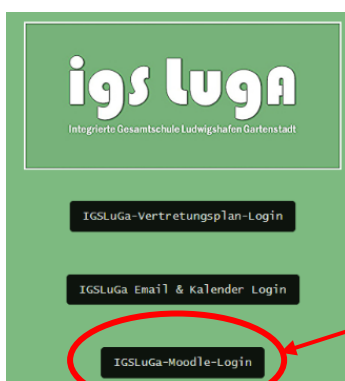 igs LugA
Integrierte Gesamtschule Ludwigshafen Gartenstadt
IGSLuGa-Vertretungsplan-Login
IGSLuGa Email & Kalender Login
IGSLuGa-Moodle-Login